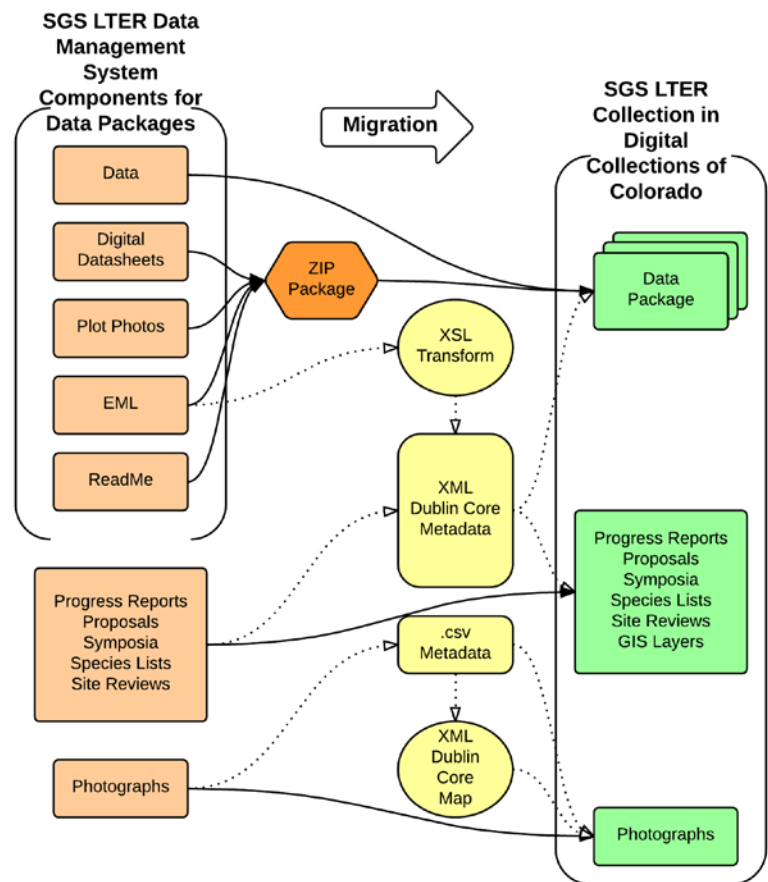 SGS LTER Data
Management
System
Components for
Data Packages
Migration
SGS LTER
Collection in
Digital
Collections of
Colorado
Data
Digital
Datasheets
Plot Photos
EML
ReadMe
ZIP
Package
XSL
Transform
XML
Dublin Core
Metadata
Data
Package
Progress Reports
Proposals
Symposia
Species Lists
Site Reviews
.csv
Metadata
XML
Dublin
Core
Map
Progress Reports
Proposals
Symposia
Species Lists
Site Reviews
GIS Layers
Photographs
Photographs